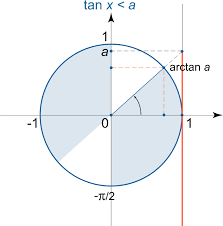 tan x < a
1
a
arctan a
-1
0
1
-π/2